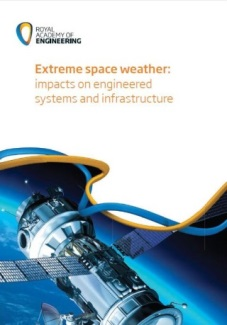 ROYAL
ACADEMY OF
ENGINEERING
Extreme space weather:
impacts on engineered
systems and infrastructure